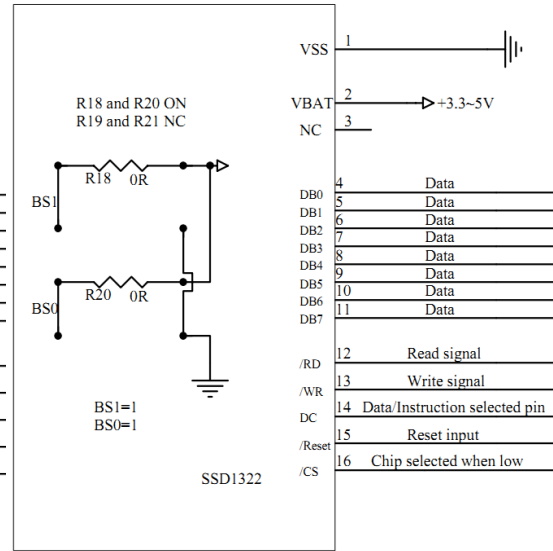 R18 and R20 ON
R19 and R21 NC
R18 0R
BS1
R20 0R
BS0
BS1=1
BS0=1
SSD1322
VSS 1
VBAT 2 +3.3~5V
NC 3
DB0 4 Data
DB1 5 Data
DB2 6 Data
DB3 7 Data
DB4 8 Data
DB5 9 Data
DB6 10 Data
DB7 11 Data
/RD 12 Read signal
/WR 13 Write signal
DC 14 Data/Instruction selected pin
/Reset 15 Reset input
/CS 16 Chip selected when low